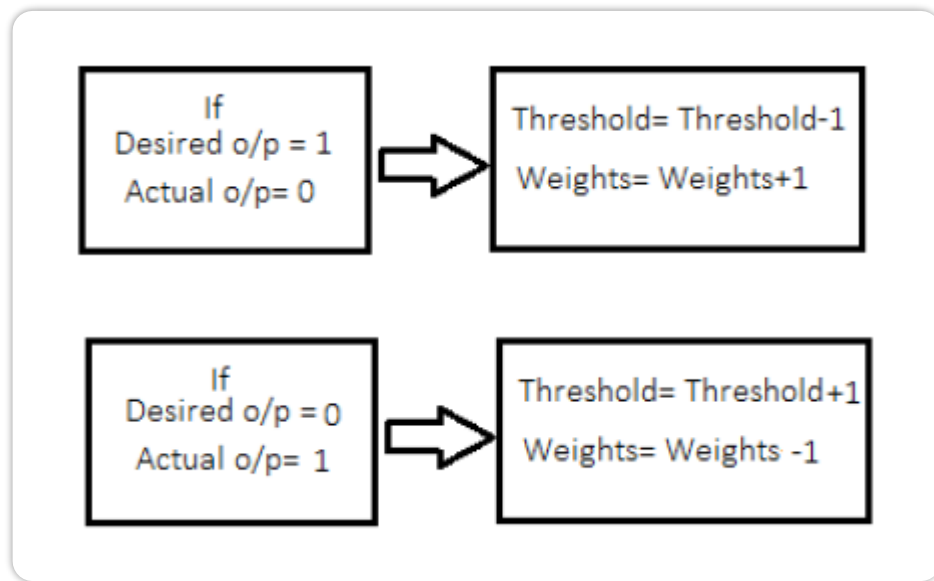 If
Desired o/p = 1
Actual o/p= 0
Threshold= Threshold-1
Weights= Weights+1
If
Desired o/p = 0
Actual o/p= 1
Threshold= Threshold+1
Weights= Weights -1